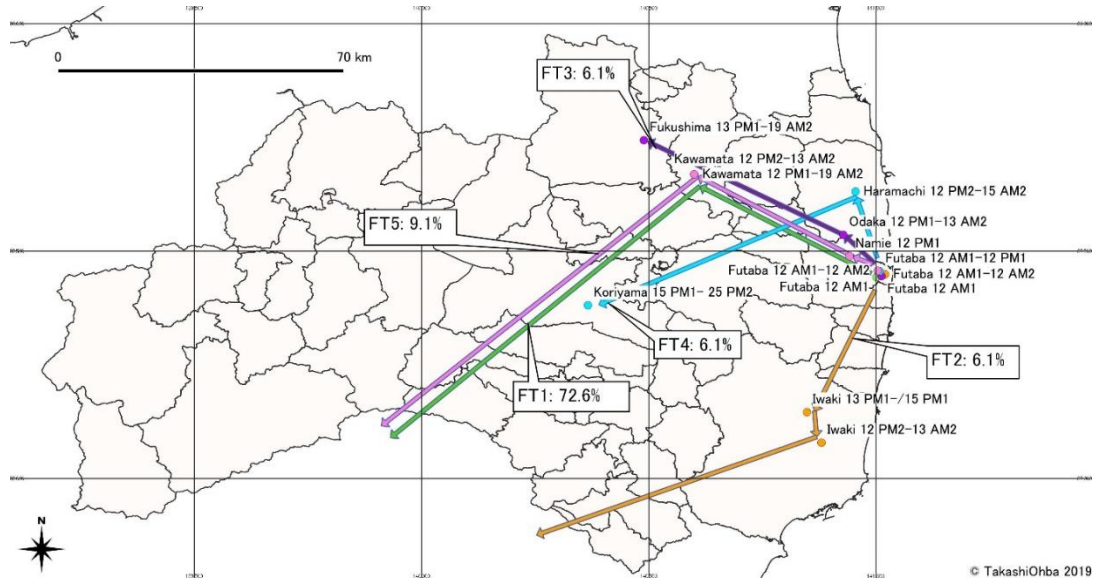 0
70 km
FT3: 6.1%
Fukushima 13 PM1-19 AM2
Kawamata 12 PM2-13 AM2
Kawamata 12 PM1-19 AM2
Haramachi 12 PM2-15 AM2
FT5: 9.1%
Odaka 12 PM1-13 AM2
Namie 12 PM1
Futaba 12 AM1-12 PM1
Futaba 12 AM1-12 AM2
Futaba 12 AM1-12 AM2
Futaba 12 AM1
Futaba 12 AM1
Koriyama 15 PM1- 25 PM2
FT4: 6.1%
FT2: 6.1%
FT1: 72.6%
Iwaki 13 PM1-/15 PM1
Iwaki 12 PM2-13 AM2
N
© TakashiOhba 2019